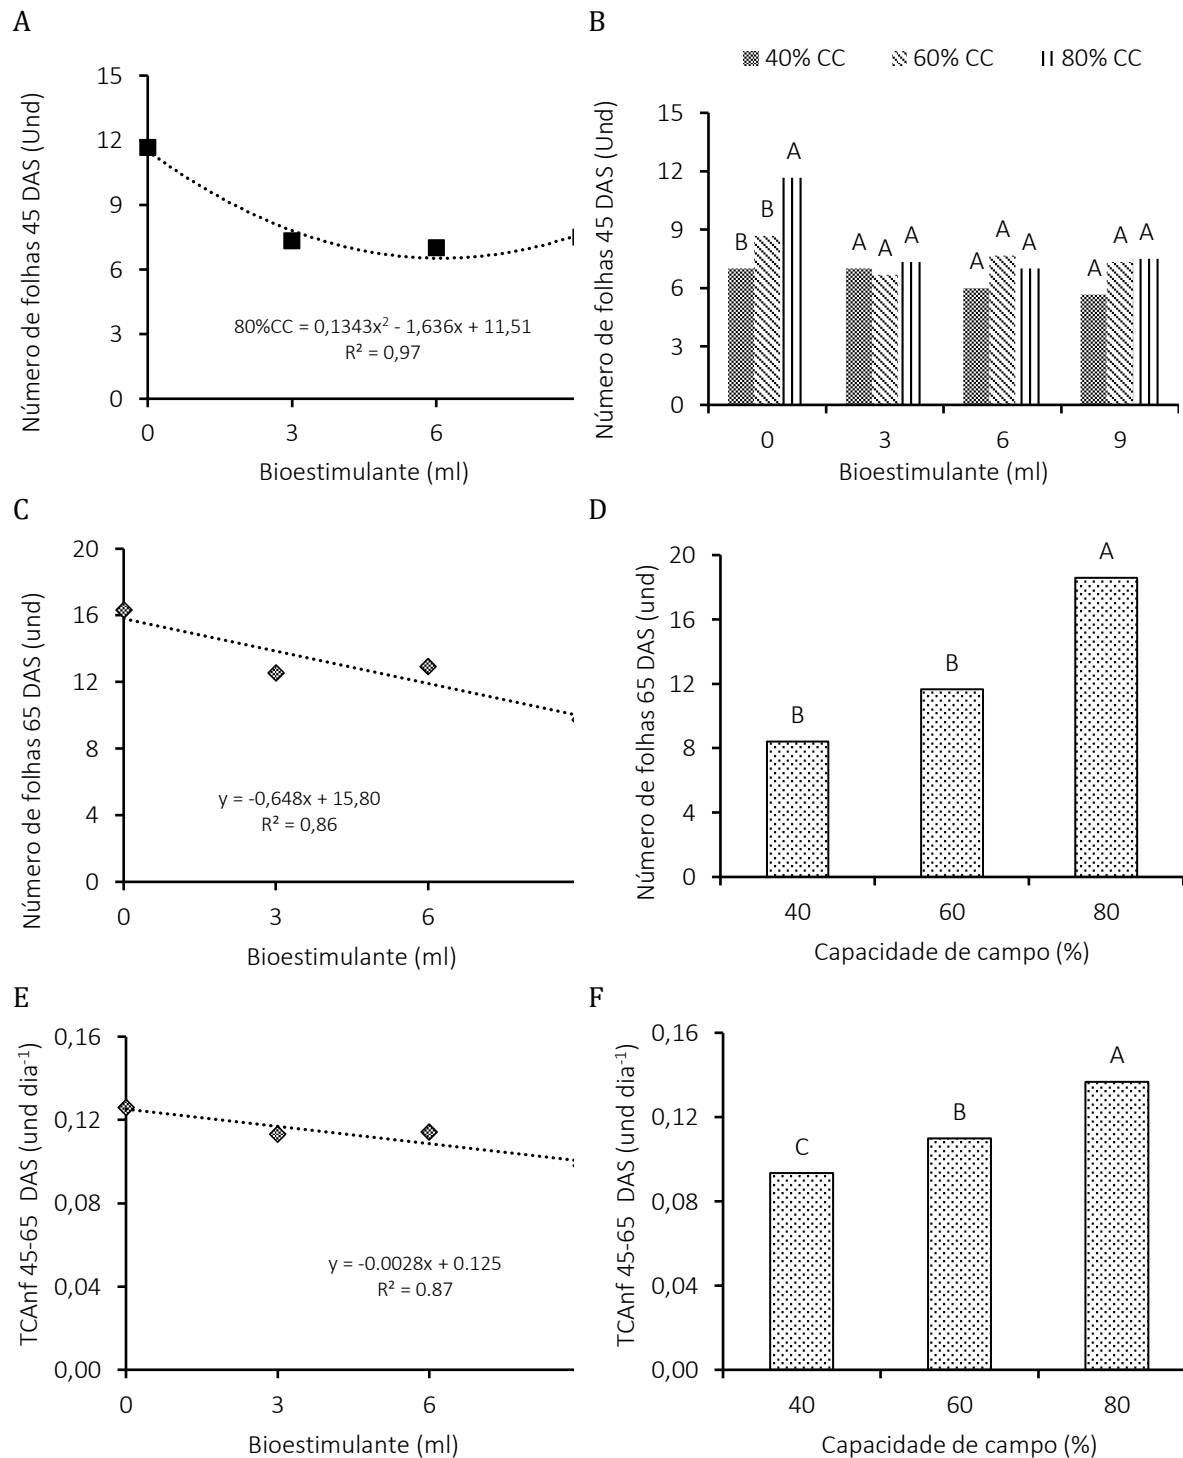 A
Número de folhas 45 DAS (Und)
15
12
9
6
3
0
80%CC = 0,1343x² - 1,636x + 11,51
R² = 0,97
0 3 6
Bioestimulante (ml)
B
40% CC 60% CC 80% CC
Número de folhas 45 DAS (Und)
15
12
9
6
3
0
B B A A A A A A A A A A
0 3 6 9
Bioestimulante (ml)
C
Número de folhas 65 DAS (und)
20
16
12
8
4
0
y = -0,648x + 15,80
R² = 0,86
0 3 6
Bioestimulante (ml)
D
Número de folhas 65 DAS (und)
20
16
12
8
4
0
B B A
40 60 80
Capacidade de campo (%)
E
TCAnf 45-65 DAS (und dia⁻¹)
0,16
0,12
0,08
0,04
0,00
y = -0.0028x + 0.125
R² = 0.87
0 3 6
Bioestimulante (ml)
F
TCAnf 45-65 DAS (und dia⁻¹)
0,16
0,12
0,08
0,04
0,00
C B A
40 60 80
Capacidade de campo (%)